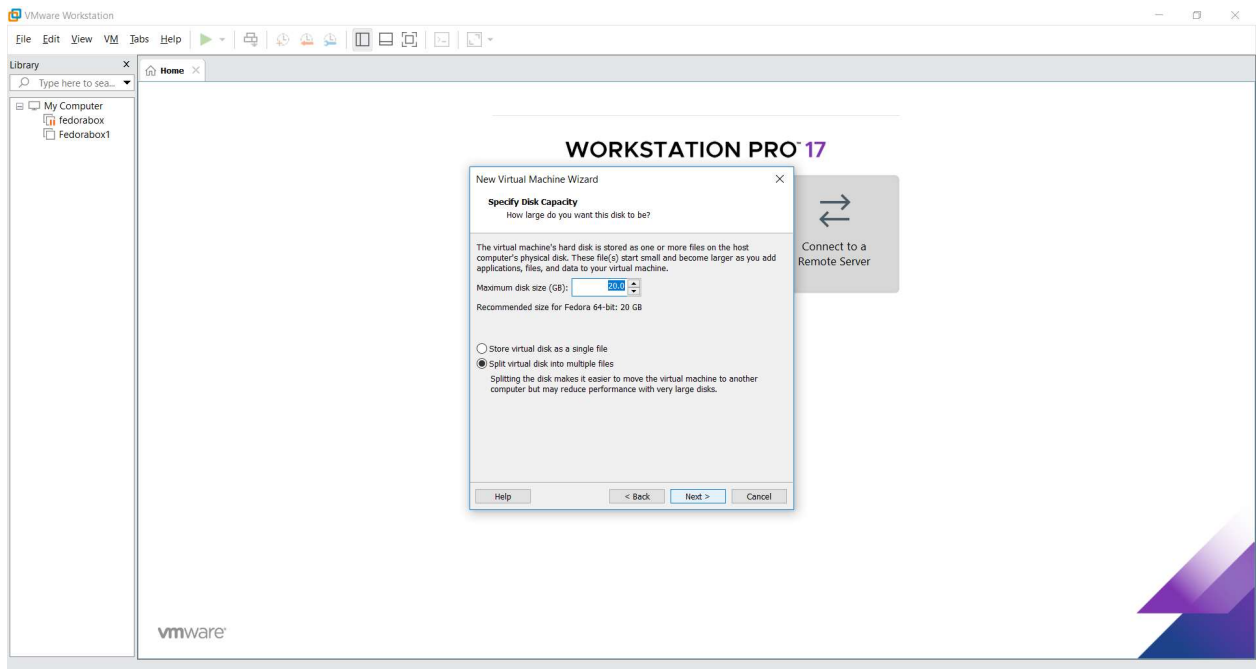 VMware Workstation
File Edit View VM Tabs Help
Library X
Type here to sea...
Home
My Computer
fedorabox
Fedorabox1
WORKSTATION PRO™ 17
New Virtual Machine Wizard
Specify Disk Capacity
How large do you want this disk to be?
The virtual machine's hard disk is stored as one or more files on the host
computer's physical disk. These file(s) start small and become larger as you add
applications, files, and data to your virtual machine.
Maximum disk size (GB): 20.0
Recommended size for Fedora 64-bit: 20 GB
Store virtual disk as a single file
Split virtual disk into multiple files
Splitting the disk makes it easier to move the virtual machine to another
computer but may reduce performance with very large disks.
Help < Back Next > Cancel
Connect to a
Remote Server
vmware®